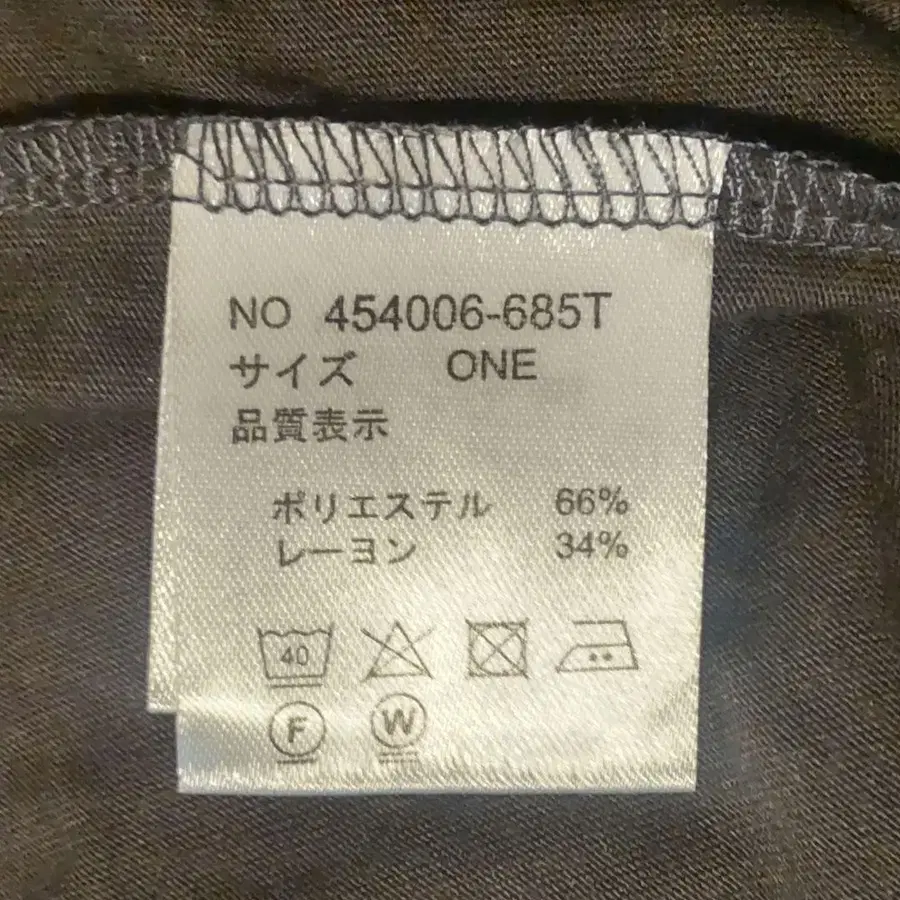 NO 454006-685T
サイズ ONE
品質表示
ポリエステル 66%
レーヨン 34%
40
F W